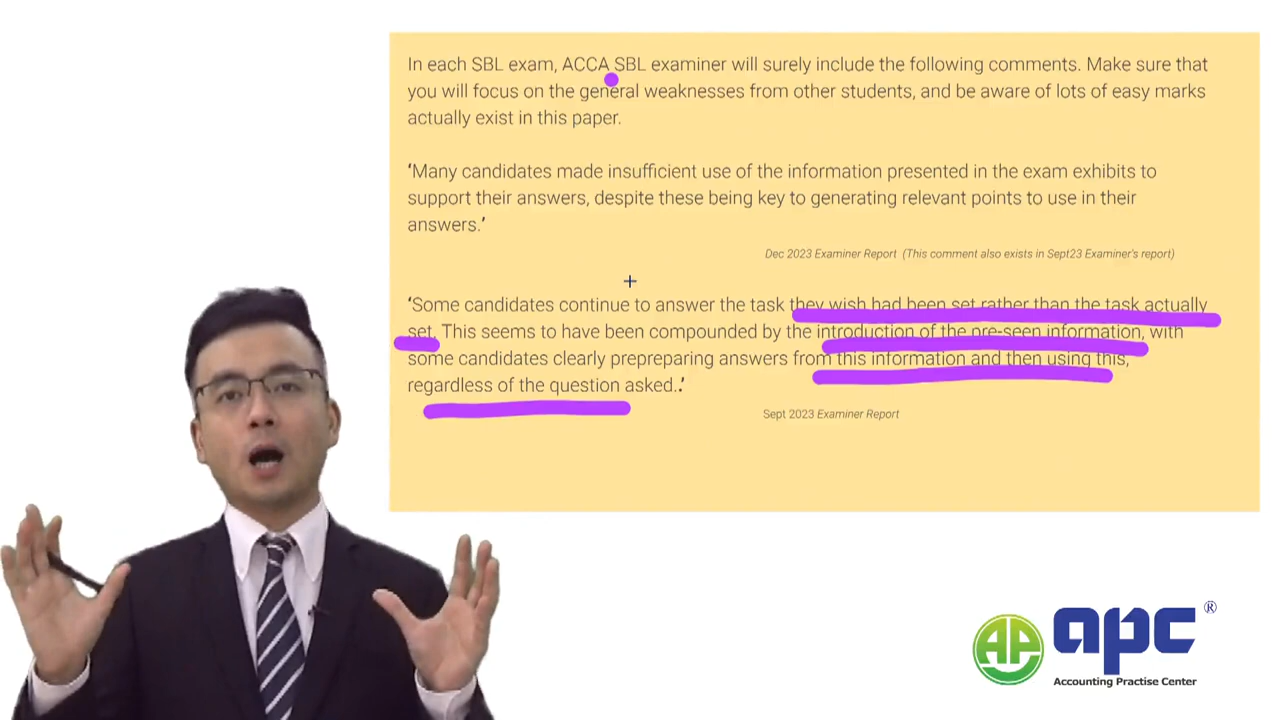 In each SBL exam, ACCA SBL examiner will surely include the following comments. Make sure that
you will focus on the general weaknesses from other students, and be aware of lots of easy marks
actually exist in this paper.
‘Many candidates made insufficient use of the information presented in the exam exhibits to
support their answers, despite these being key to generating relevant points to use in their
answers.’
Dec 2023 Examiner Report (This comment also exists in Sept23 Examiner's report)
‘Some candidates continue to answer the task they wish had been set rather than the task actually
set. This seems to have been compounded by the introduction of the pre-seen information, with
some candidates clearly prepreparing answers from this information and then using this,
regardless of the question asked..’
Sept 2023 Examiner Report
AP apc ®
Accounting Practise Center